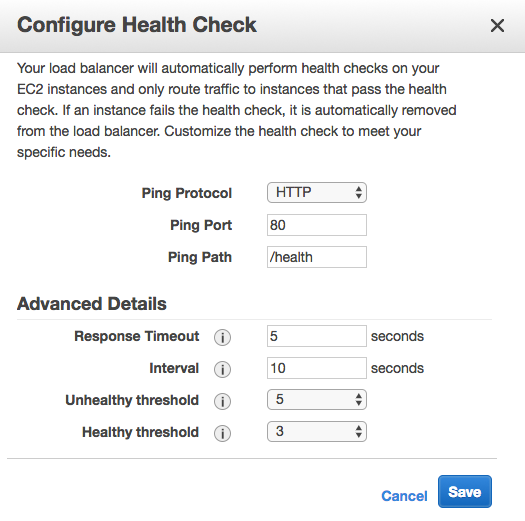 Configure Health Check
Your load balancer will automatically perform health checks on your
EC2 instances and only route traffic to instances that pass the health
check. If an instance fails the health check, it is automatically removed
from the load balancer. Customize the health check to meet your
specific needs.
Ping Protocol HTTP
Ping Port 80
Ping Path /health
Advanced Details
Response Timeout i 5 seconds
Interval i 10 seconds
Unhealthy threshold i 5
Healthy threshold i 3
Cancel Save